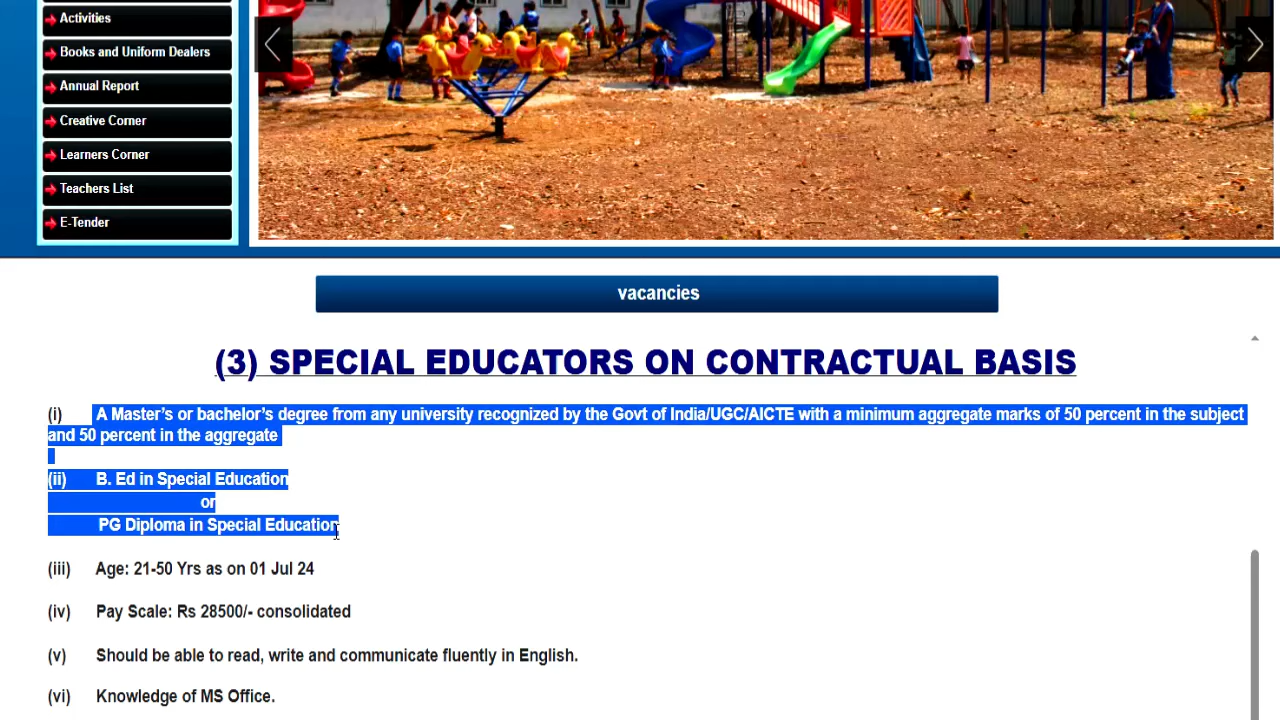 Activities
Books and Uniform Dealers
Annual Report
Creative Corner
Learners Corner
Teachers List
E-Tender
vacancies
(3) SPECIAL EDUCATORS ON CONTRACTUAL BASIS
(i) A Master's or bachelor's degree from any university recognized by the Govt of India/UGC/AICTE with a minimum aggregate marks of 50 percent in the subject
and 50 percent in the aggregate
(ii) B. Ed in Special Education
or
PG Diploma in Special Education
(iii) Age: 21-50 Yrs as on 01 Jul 24
(iv) Pay Scale: Rs 28500/- consolidated
(v) Should be able to read, write and communicate fluently in English.
(vi) Knowledge of MS Office.